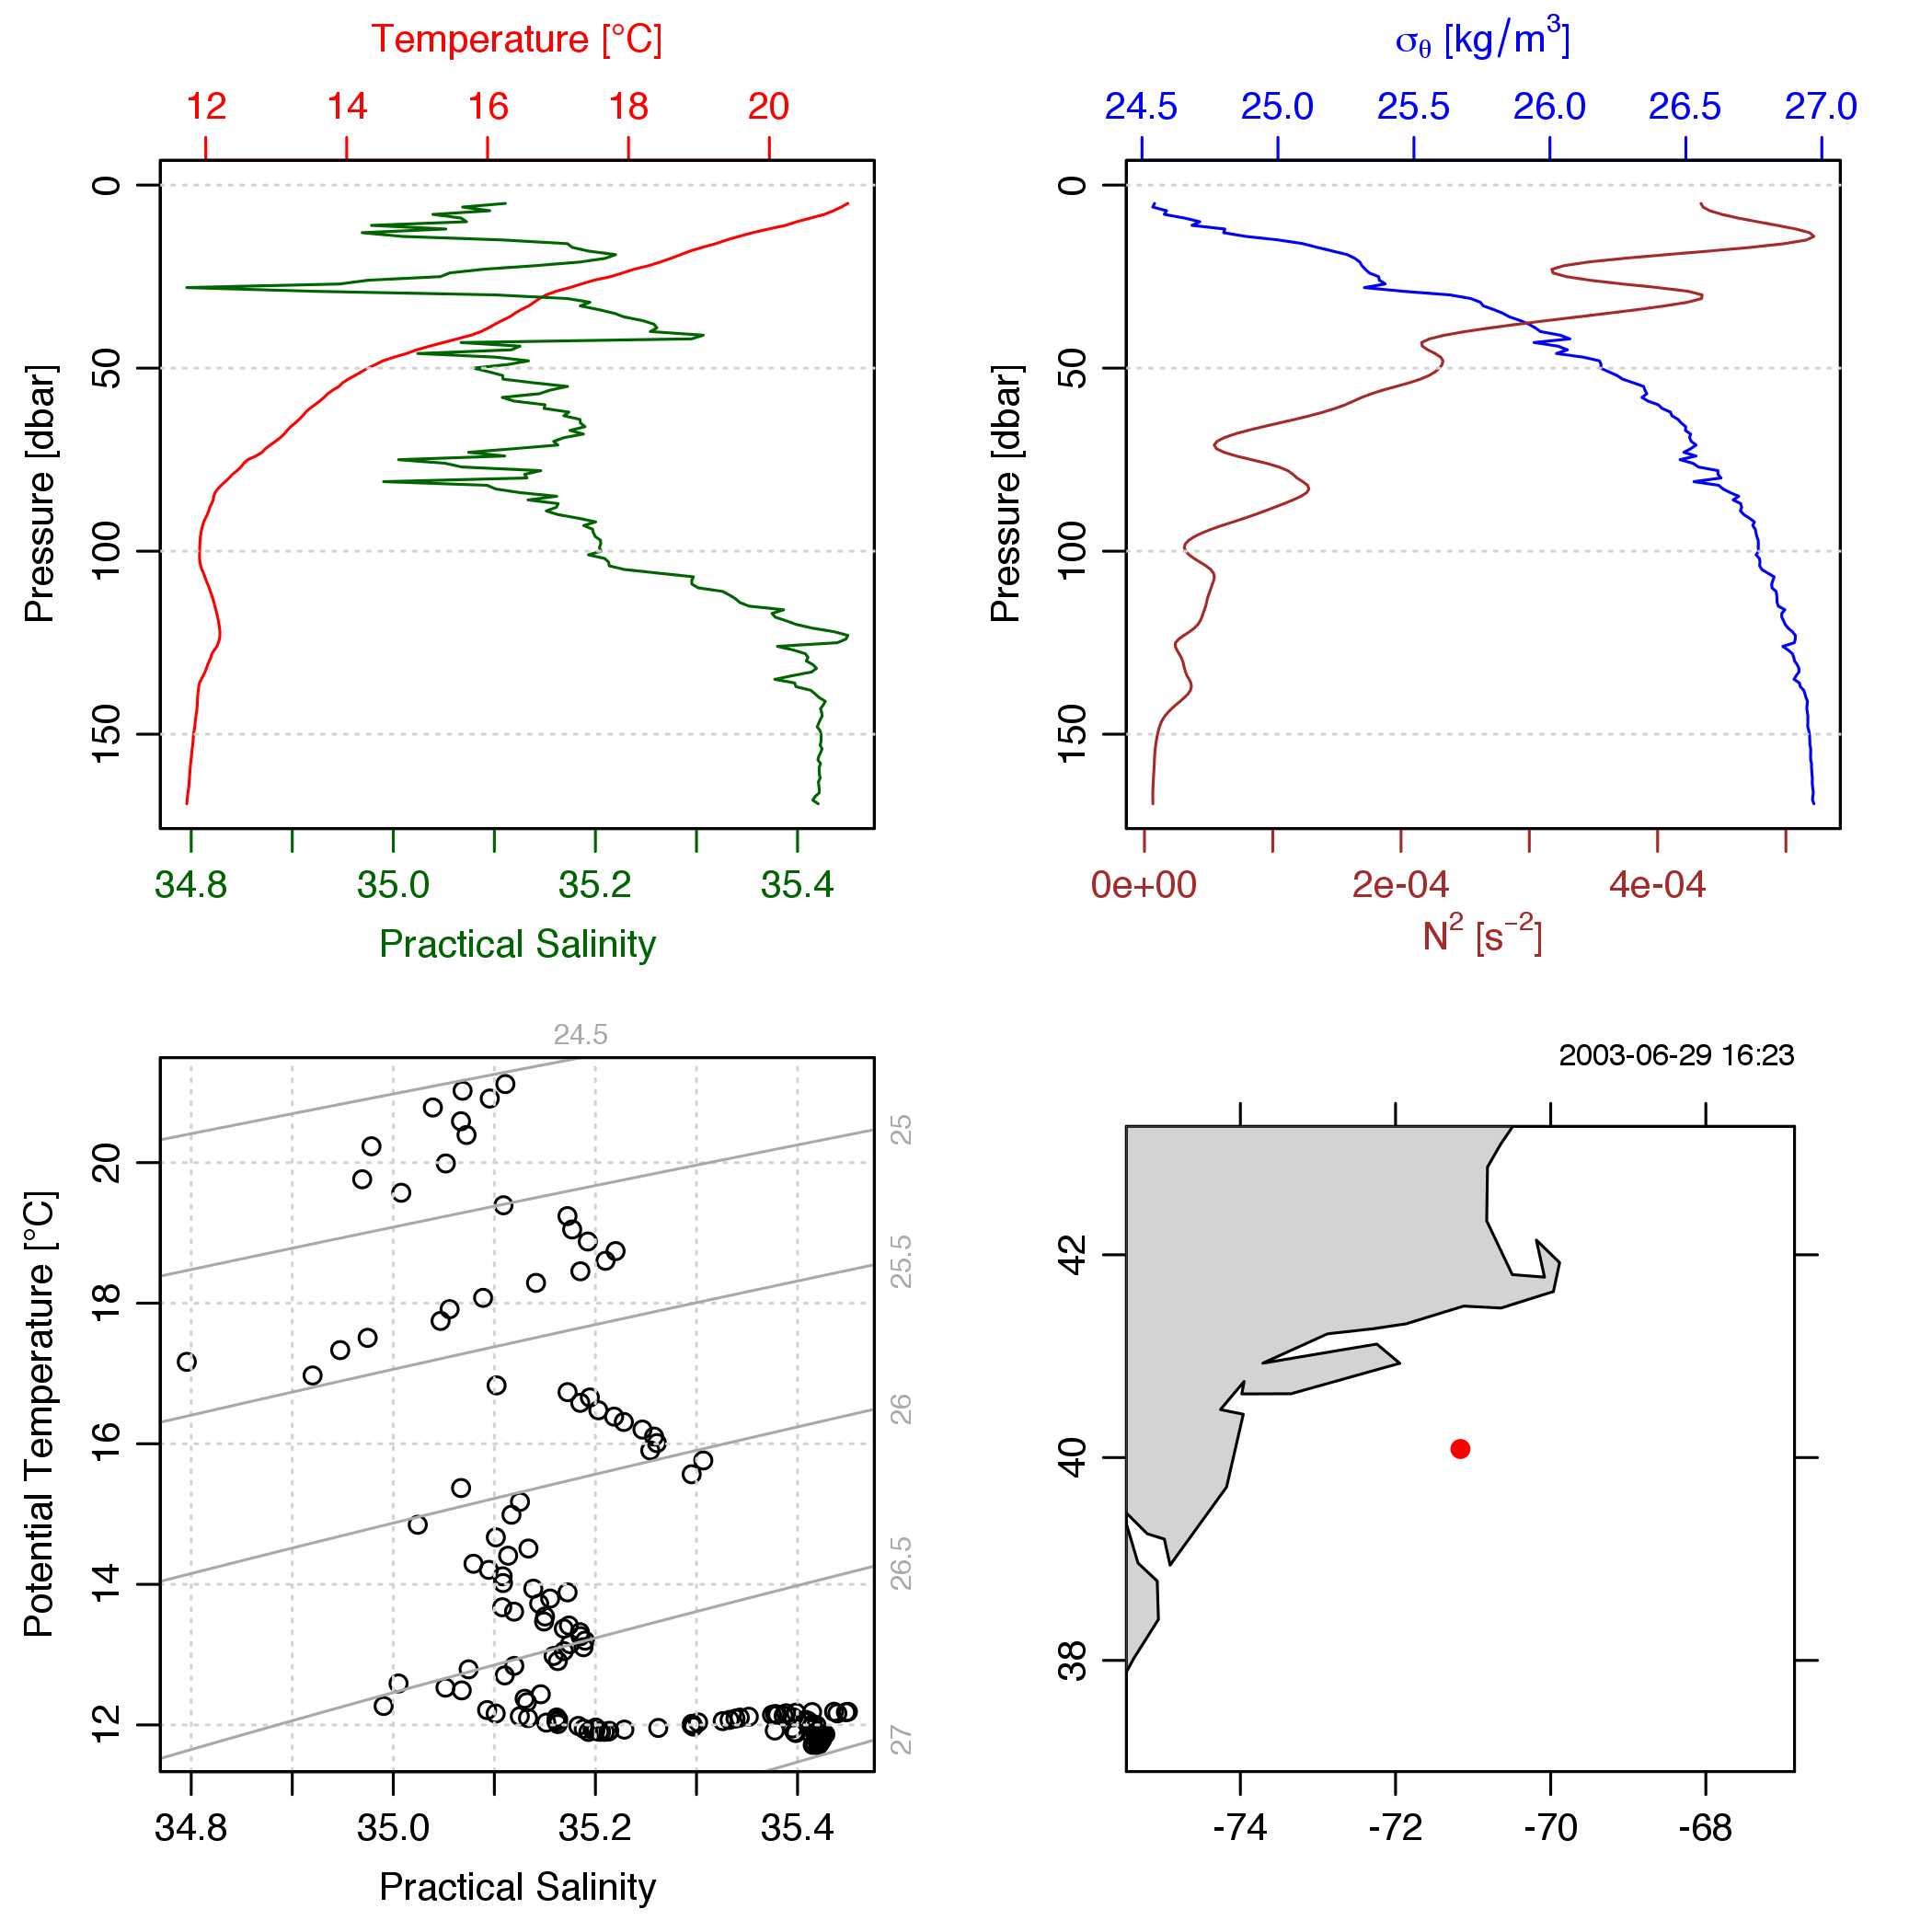 Temperature [°C]
12 14 16 18 20
0
50
100
150
Pressure [dbar]
34.8 35.0 35.2 35.4
Practical Salinity
σθ [kg/m³]
24.5 25.0 25.5 26.0 26.5 27.0
0
50
100
150
Pressure [dbar]
0e+00 2e-04 4e-04
N² [s⁻²]
24.5
25
25.5
26
26.5
27
20
18
16
14
12
Potential Temperature [°C]
34.8 35.0 35.2 35.4
Practical Salinity
2003-06-29 16:23
42
40
38
-74 -72 -70 -68